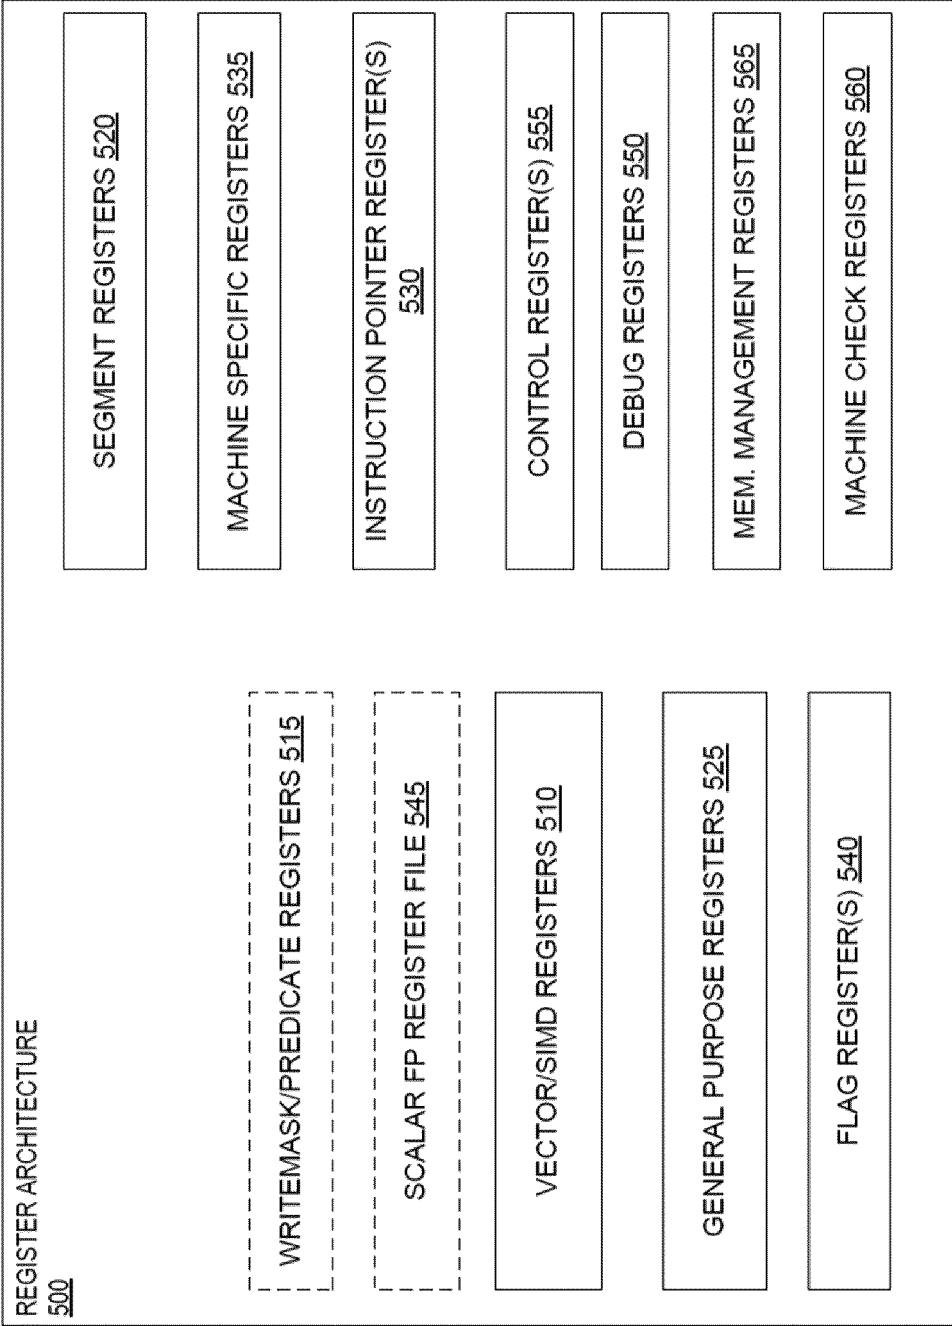 REGISTER ARCHITECTURE
500
WRITEMASK/PREDICATE REGISTERS 515
SCALAR FP REGISTER FILE 545
VECTOR/SIMD REGISTERS 510
GENERAL PURPOSE REGISTERS 525
FLAG REGISTER(S) 540
SEGMENT REGISTERS 520
MACHINE SPECIFIC REGISTERS 535
INSTRUCTION POINTER REGISTER(S)
530
CONTROL REGISTER(S) 555
DEBUG REGISTERS 550
MEM. MANAGEMENT REGISTERS 565
MACHINE CHECK REGISTERS 560